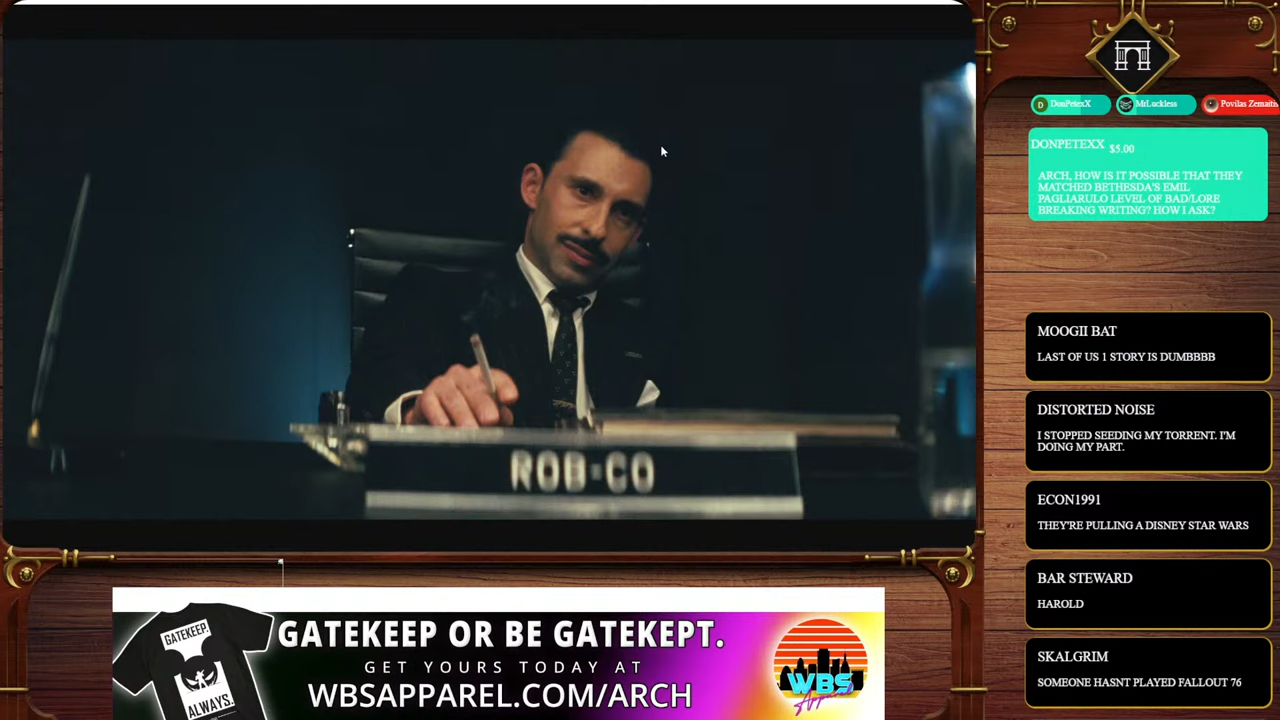 DonPetexX
MrLuckless
Povilas Zemaitis
DONPETEXX $5.00
ARCH, HOW IS IT POSSIBLE THAT THEY
MATCHED BETHESDA'S EMIL
PAGLIARULO LEVEL OF BAD/LORE
BREAKING WRITING? HOW I ASK?
MOOGII BAT
LAST OF US 1 STORY IS DUMBBBB
DISTORTED NOISE
I STOPPED SEEDING MY TORRENT. I'M
DOING MY PART.
ECON1991
THEY'RE PULLING A DISNEY STAR WARS
BAR STEWARD
HAROLD
SKALGRIM
SOMEONE HASNT PLAYED FALLOUT 76
ROB-CO
GATEKEEP.
ALWAYS.
GATEKEEP OR BE GATEKEPT.
GET YOURS TODAY AT
WBSAPPAREL.COM/ARCH
WBS
Apparel